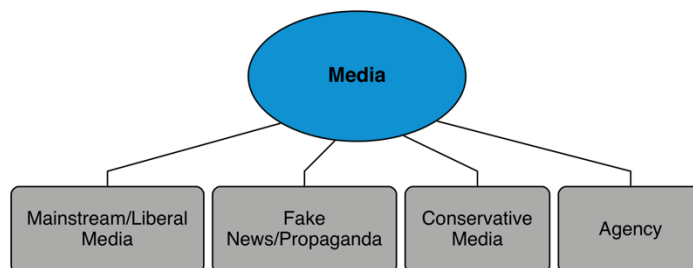 Media
Mainstream/Liberal
Media
Fake
News/Propaganda
Conservative
Media
Agency